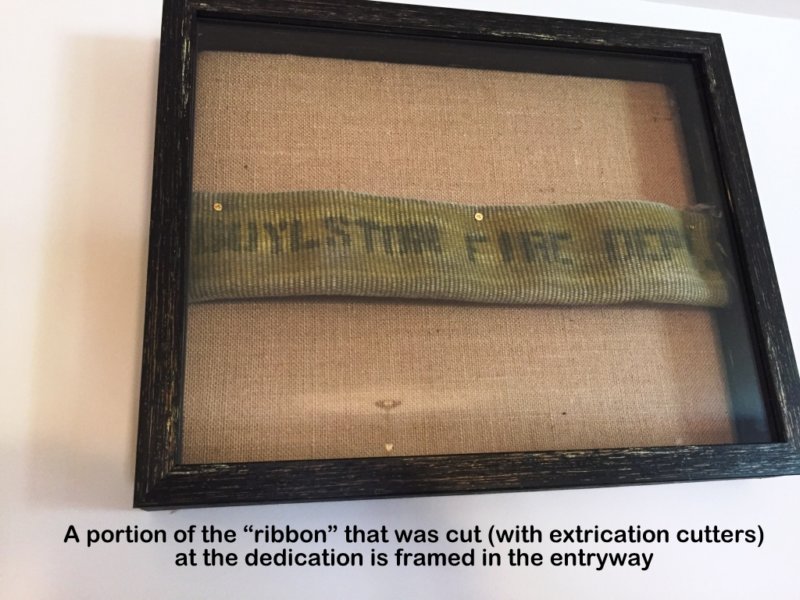 BOYLSTON FIRE DEPT
A portion of the “ribbon” that was cut (with extrication cutters)
at the dedication is framed in the entryway